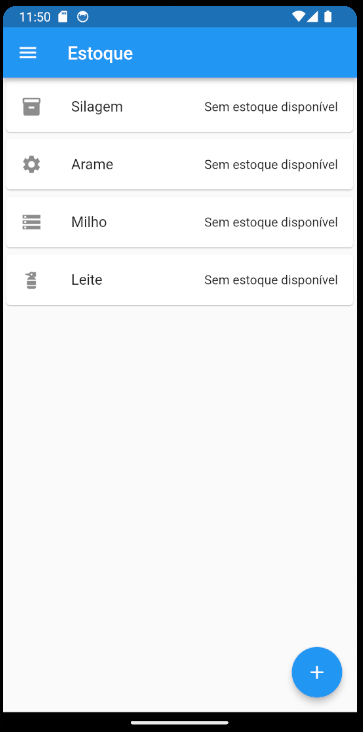 11:50
Estoque
Silagem Sem estoque disponível
Arame Sem estoque disponível
Milho Sem estoque disponível
Leite Sem estoque disponível
+